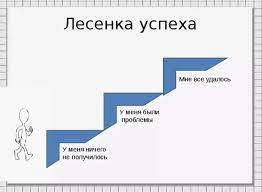 Лесенка успеха
Мне все удалось
У меня были
проблемы
У меня ничего
не получилось